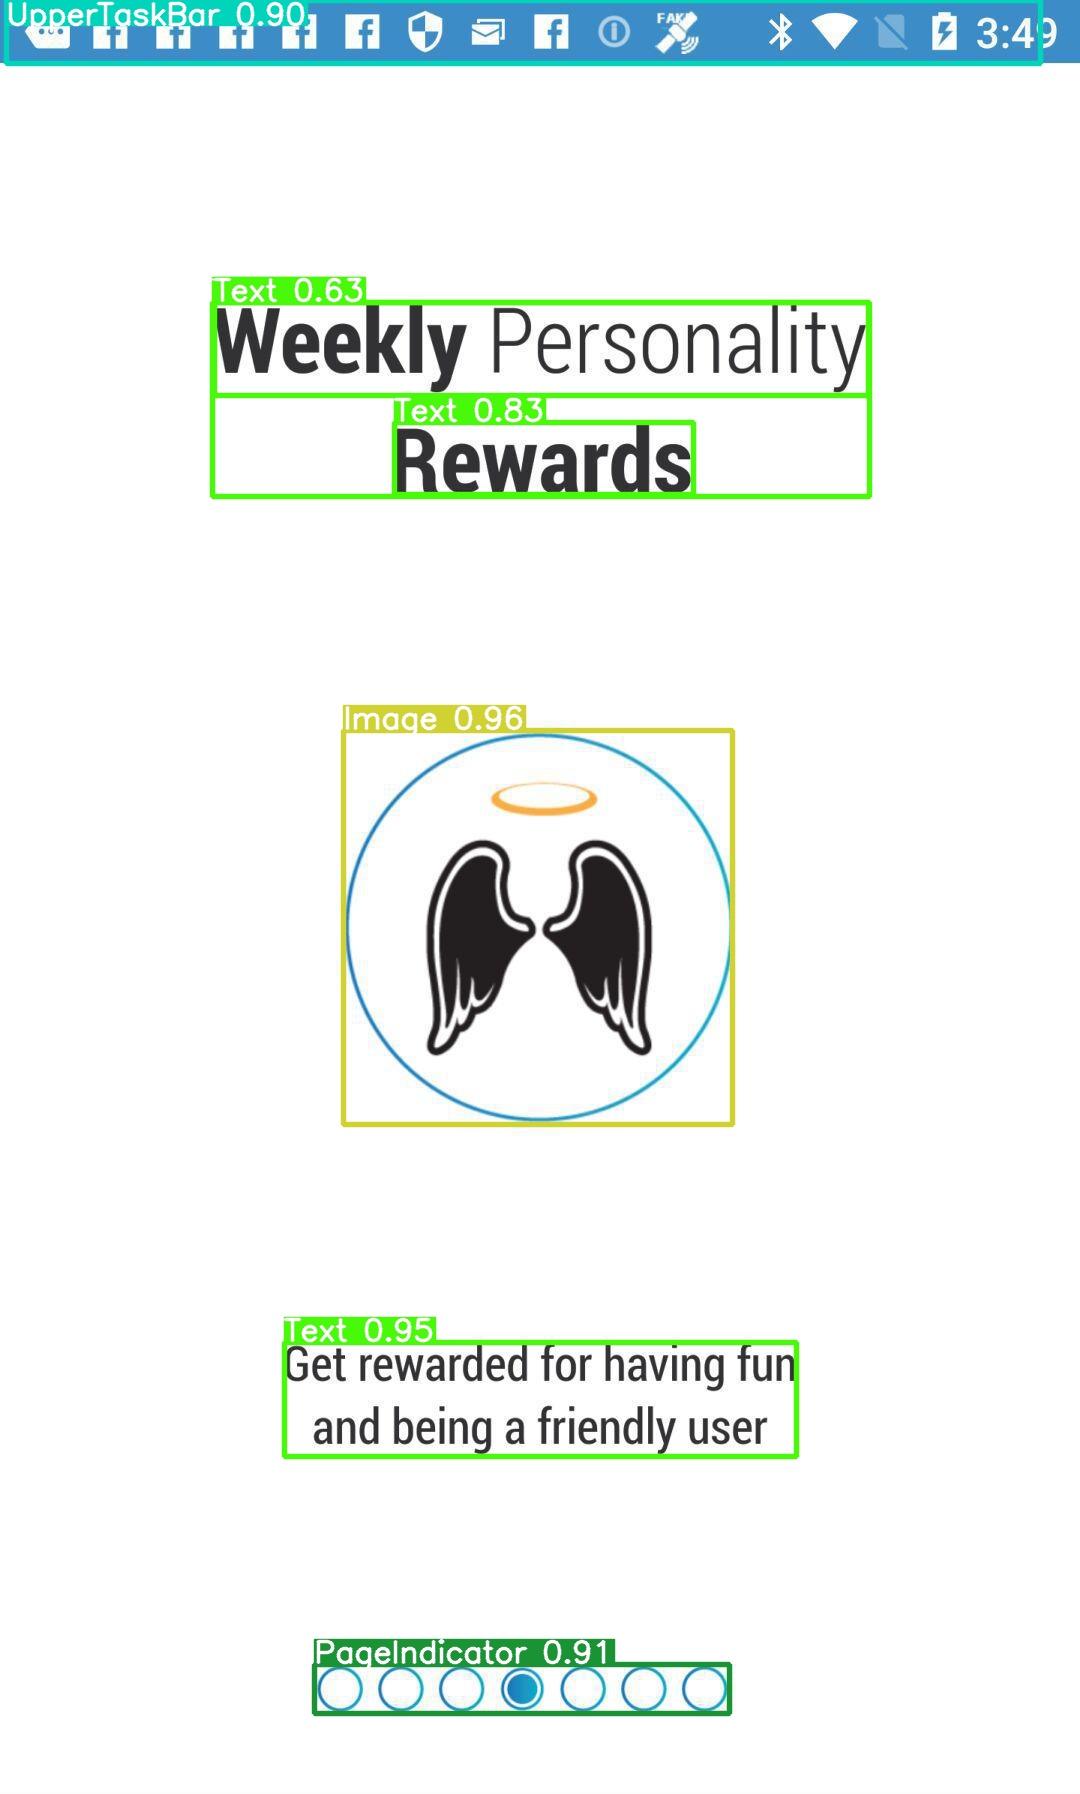 UpperTaskBar 0.90
FAKE
3:49
Text 0.63
Weekly Personality
Text 0.83
Rewards
Image 0.96
Text 0.95
Get rewarded for having fun
and being a friendly user
PageIndicator 0.91